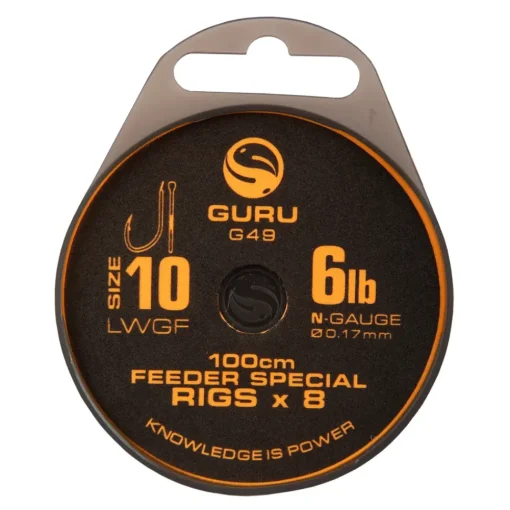 GURU
G49
SIZE 10
LWGF
6lb
N-GAUGE
Ø0.17mm
100cm
FEEDER SPECIAL
RIGS x 8
KNOWLEDGE IS POWER